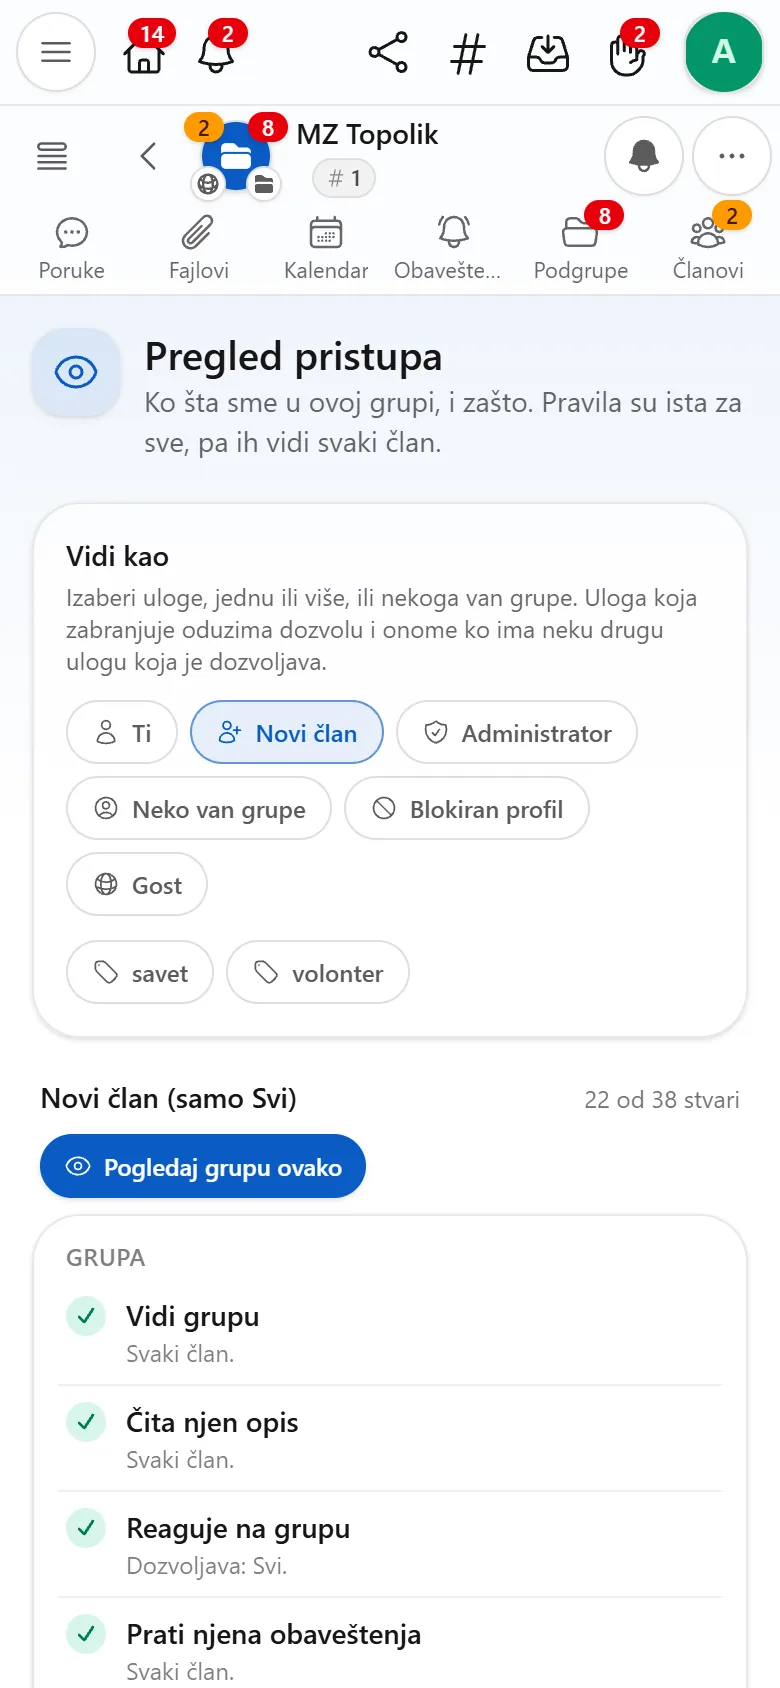 14
2
2
A
2
8
MZ Topolik
# 1
8
2
Poruke
Fajlovi
Kalendar
Obavešte...
Podgrupe
Članovi
Pregled pristupa
Ko šta sme u ovoj grupi, i zašto. Pravila su ista za
sve, pa ih vidi svaki član.
Vidi kao
Izaberi uloge, jednu ili više, ili nekoga van grupe. Uloga koja
zabranjuje oduzima dozvolu i onome ko ima neku drugu
ulogu koja je dozvoljava.
Ti
Novi član
Administrator
Neko van grupe
Blokiran profil
Gost
savet
volonter
Novi član (samo Svi)
22 od 38 stvari
Pogledaj grupu ovako
GRUPA
Vidi grupu
Svaki član.
Čita njen opis
Svaki član.
Reaguje na grupu
Dozvoljava: Svi.
Prati njena obaveštenja
Svaki član.